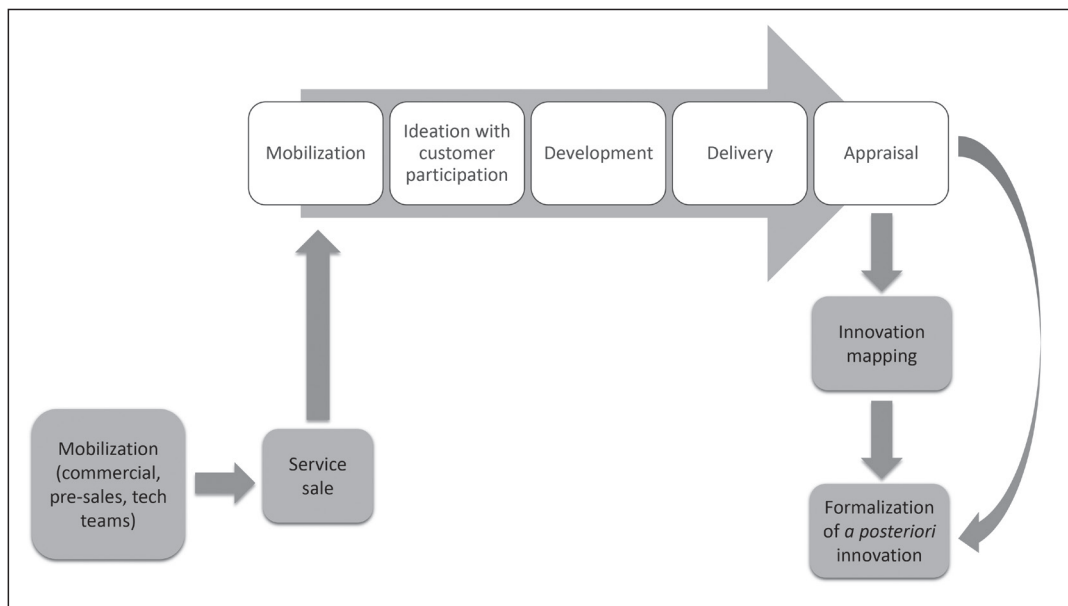 Mobilization
Ideation with
customer
participation
Development
Delivery
Appraisal
Innovation
mapping
Mobilization
(commercial,
pre-sales, tech
teams)
Service
sale
Formalization
of a posteriori
innovation